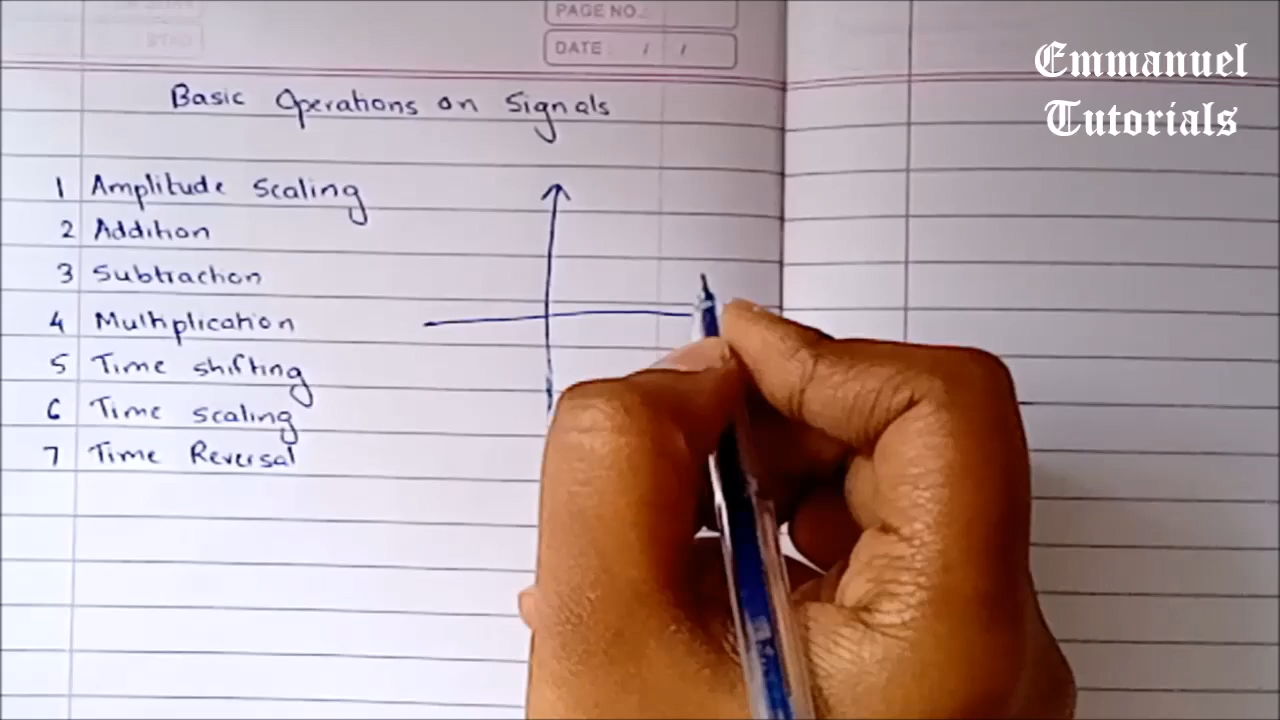 PAGE NO.:
DATE : / /
Emmanuel
Tutorials
Basic Operations on Signals
1 Amplitude Scaling
2 Addition
3 Subtraction
4 Multiplication
5 Time shifting
6 Time scaling
7 Time Reversal